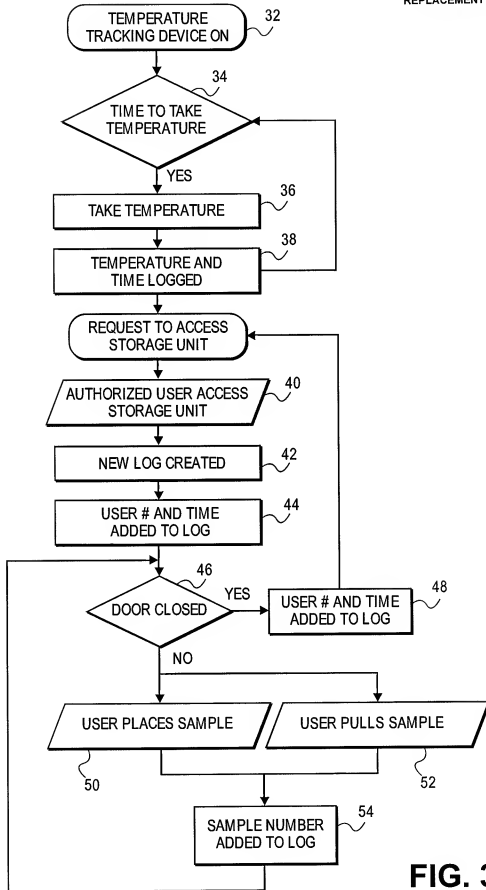 REPLACEMENT
TEMPERATURE
TRACKING DEVICE ON
32
34
TIME TO TAKE
TEMPERATURE
YES
36
TAKE TEMPERATURE
38
TEMPERATURE AND
TIME LOGGED
REQUEST TO ACCESS
STORAGE UNIT
40
AUTHORIZED USER ACCESS
STORAGE UNIT
42
NEW LOG CREATED
44
USER # AND TIME
ADDED TO LOG
46
DOOR CLOSED
YES
48
USER # AND TIME
ADDED TO LOG
NO
USER PLACES SAMPLE
USER PULLS SAMPLE
50
52
54
SAMPLE NUMBER
ADDED TO LOG
FIG. 3